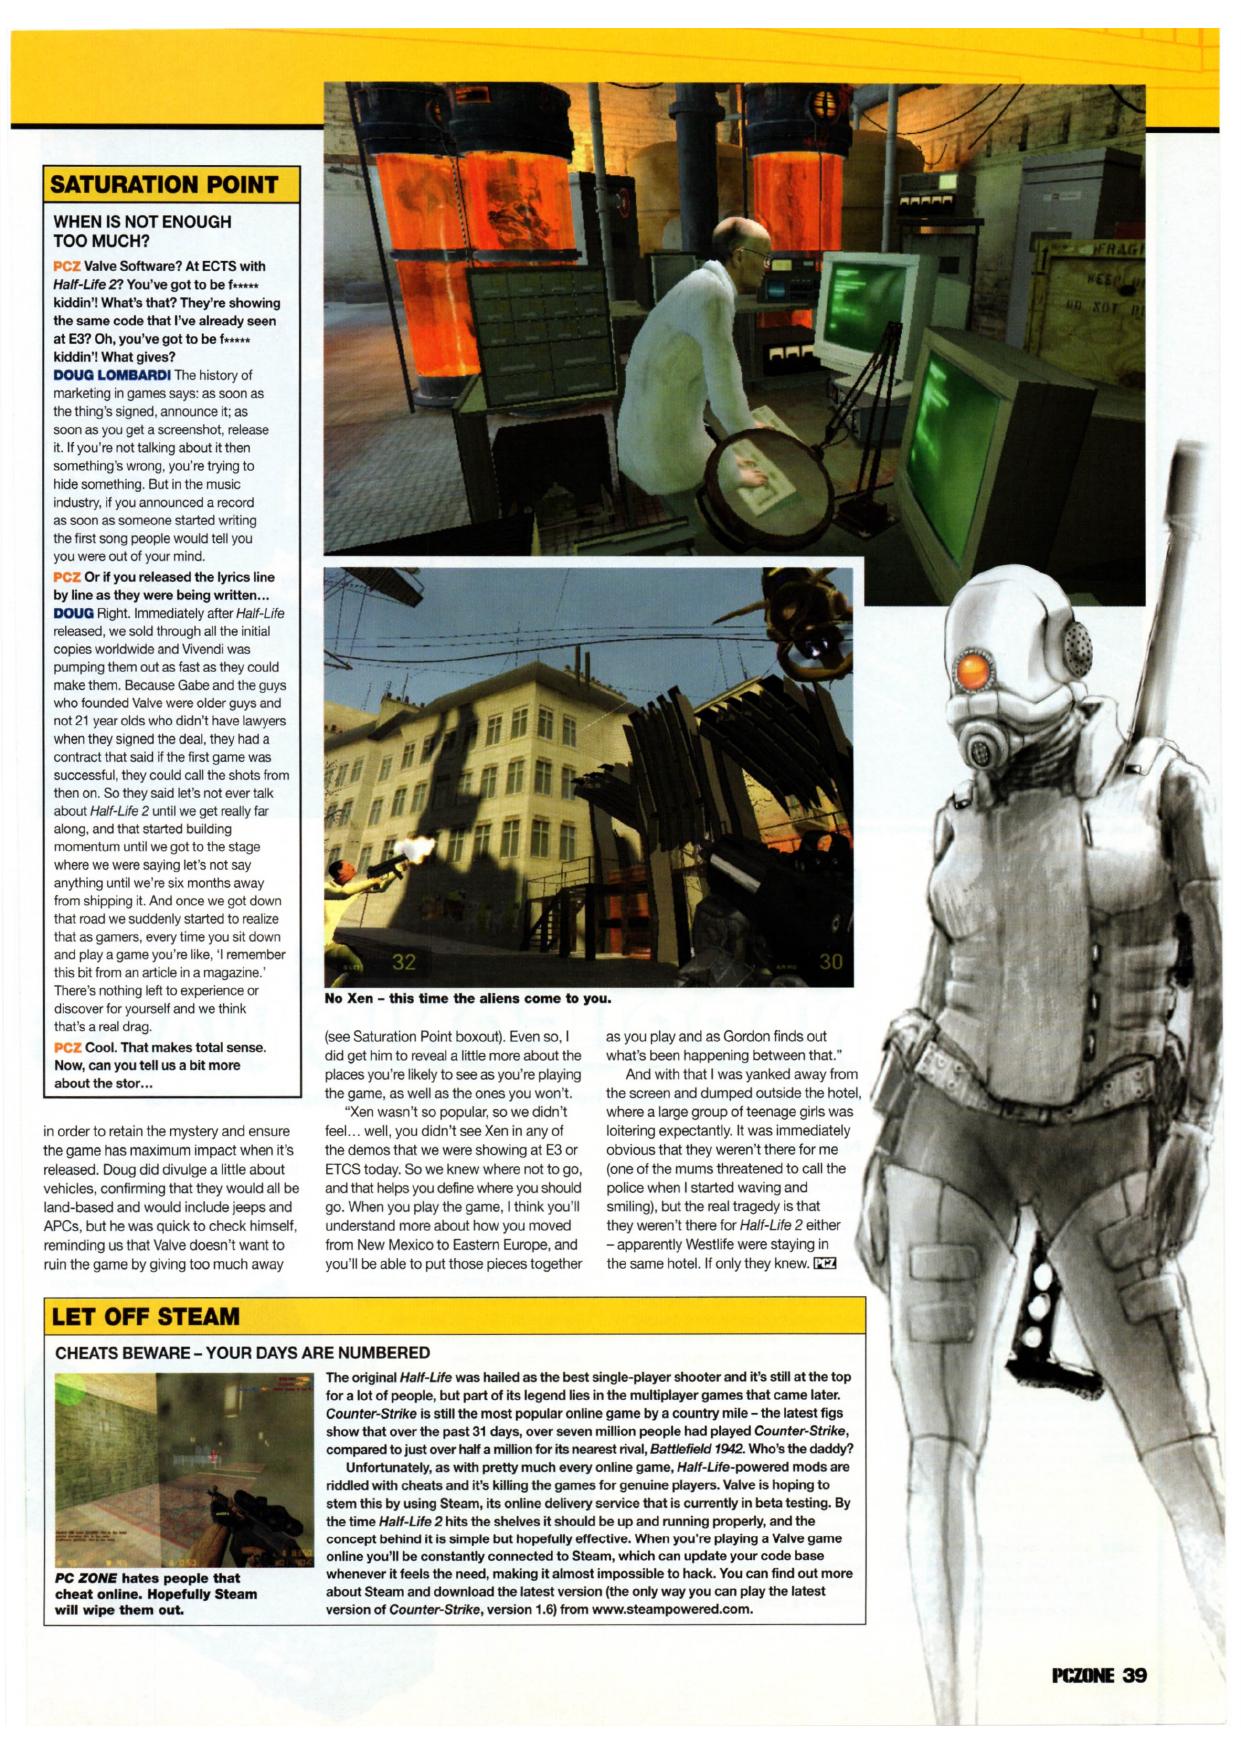 SATURATION POINT
WHEN IS NOT ENOUGH
TOO MUCH?
PCZ Valve Software? At ECTS with
Half-Life 2? You've got to be f*****
kiddin'! What's that? They're showing
the same code that I've already seen
at E3? Oh, you've got to be f*****
kiddin'! What gives?
DOUG LOMBARDI The history of
marketing in games says: as soon as
the thing's signed, announce it; as
soon as you get a screenshot, release
it. If you're not talking about it then
something's wrong, you're trying to
hide something. But in the music
industry, if you announced a record
as soon as someone started writing
the first song people would tell you
you were out of your mind.
PCZ Or if you released the lyrics line
by line as they were being written...
DOUG Right. Immediately after Half-Life
released, we sold through all the initial
copies worldwide and Vivendi was
pumping them out as fast as they could
make them. Because Gabe and the guys
who founded Valve were older guys and
not 21 year olds who didn't have lawyers
when they signed the deal, they had a
contract that said if the first game was
successful, they could call the shots from
then on. So they said let's not ever talk
about Half-Life 2 until we get really far
along, and that started building
momentum until we got to the stage
where we were saying let's not say
anything until we're six months away
from shipping it. And once we got down
that road we suddenly started to realize
that as gamers, every time you sit down
and play a game you're like, 'I remember
this bit from an article in a magazine.'
There's nothing left to experience or
discover for yourself and we think
that's a real drag.
PCZ Cool. That makes total sense.
Now, can you tell us a bit more
about the stor...
32
30
No Xen – this time the aliens come to you.
in order to retain the mystery and ensure
the game has maximum impact when it's
released. Doug did divulge a little about
vehicles, confirming that they would all be
land-based and would include jeeps and
APCs, but he was quick to check himself,
reminding us that Valve doesn't want to
ruin the game by giving too much away
(see Saturation Point boxout). Even so, I
did get him to reveal a little more about the
places you're likely to see as you're playing
the game, as well as the ones you won't.
"Xen wasn't so popular, so we didn't
feel... well, you didn't see Xen in any of
the demos that we were showing at E3 or
ETCS today. So we knew where not to go,
and that helps you define where you should
go. When you play the game, I think you'll
understand more about how you moved
from New Mexico to Eastern Europe, and
you'll be able to put those pieces together
as you play and as Gordon finds out
what's been happening between that."
And with that I was yanked away from
the screen and dumped outside the hotel,
where a large group of teenage girls was
loitering expectantly. It was immediately
obvious that they weren't there for me
(one of the mums threatened to call the
police when I started waving and
smiling), but the real tragedy is that
they weren't there for Half-Life 2 either
– apparently Westlife were staying in
the same hotel. If only they knew. PCZ
LET OFF STEAM
CHEATS BEWARE – YOUR DAYS ARE NUMBERED
PC ZONE hates people that
cheat online. Hopefully Steam
will wipe them out.
The original Half-Life was hailed as the best single-player shooter and it's still at the top
for a lot of people, but part of its legend lies in the multiplayer games that came later.
Counter-Strike is still the most popular online game by a country mile – the latest figs
show that over the past 31 days, over seven million people had played Counter-Strike,
compared to just over half a million for its nearest rival, Battlefield 1942. Who's the daddy?
Unfortunately, as with pretty much every online game, Half-Life-powered mods are
riddled with cheats and it's killing the games for genuine players. Valve is hoping to
stem this by using Steam, its online delivery service that is currently in beta testing. By
the time Half-Life 2 hits the shelves it should be up and running properly, and the
concept behind it is simple but hopefully effective. When you're playing a Valve game
online you'll be constantly connected to Steam, which can update your code base
whenever it feels the need, making it almost impossible to hack. You can find out more
about Steam and download the latest version (the only way you can play the latest
version of Counter-Strike, version 1.6) from www.steampowered.com.
PCZONE 39